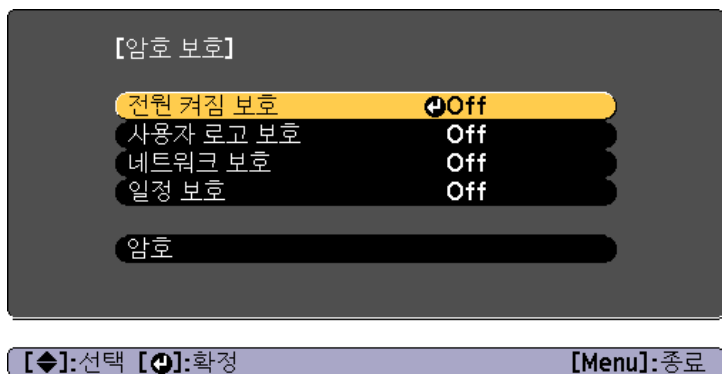 [암호 보호]
전원 켜짐 보호 Off
사용자 로고 보호 Off
네트워크 보호 Off
일정 보호 Off
암호
[◆]:선택 [⏎]:확정 [Menu]:종료